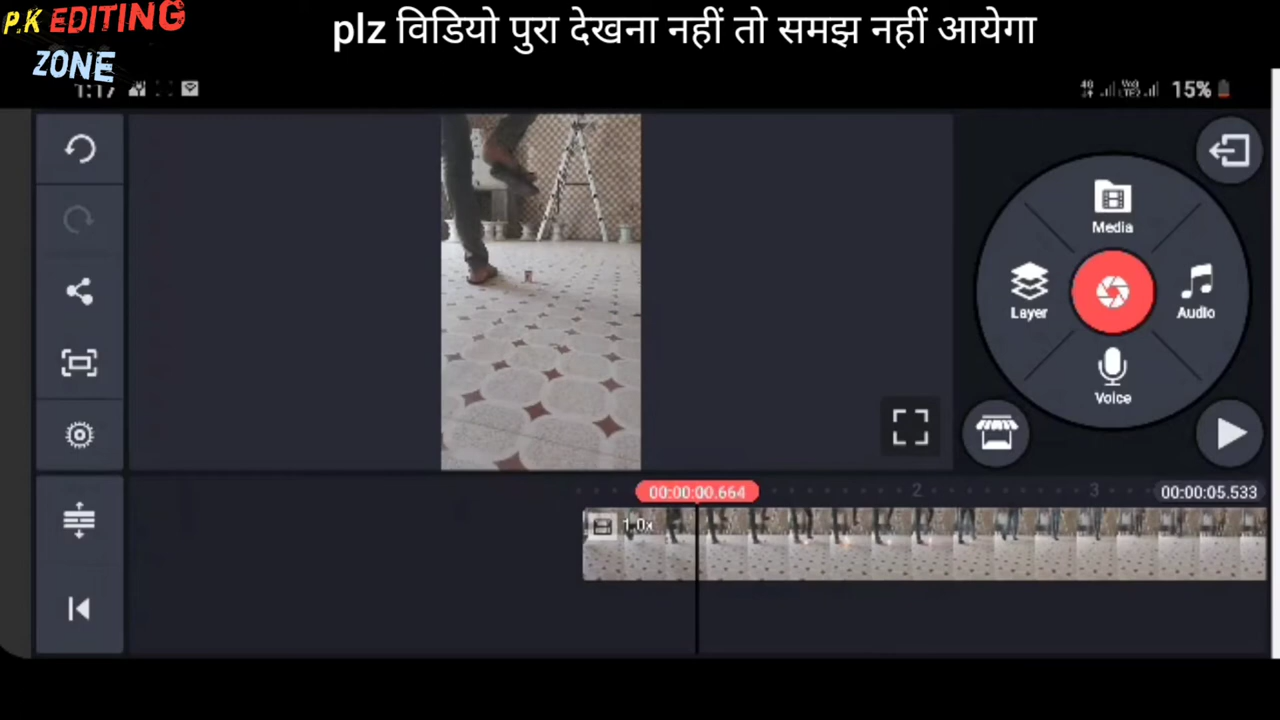 P.K EDITING
ZONE
plz विडियो पुरा देखना नहीं तो समझ नहीं आयेगा
1:17
15%
Media
Layer
Audio
Voice
00:00:00.664
2
3
00:00:05.533
1.0x